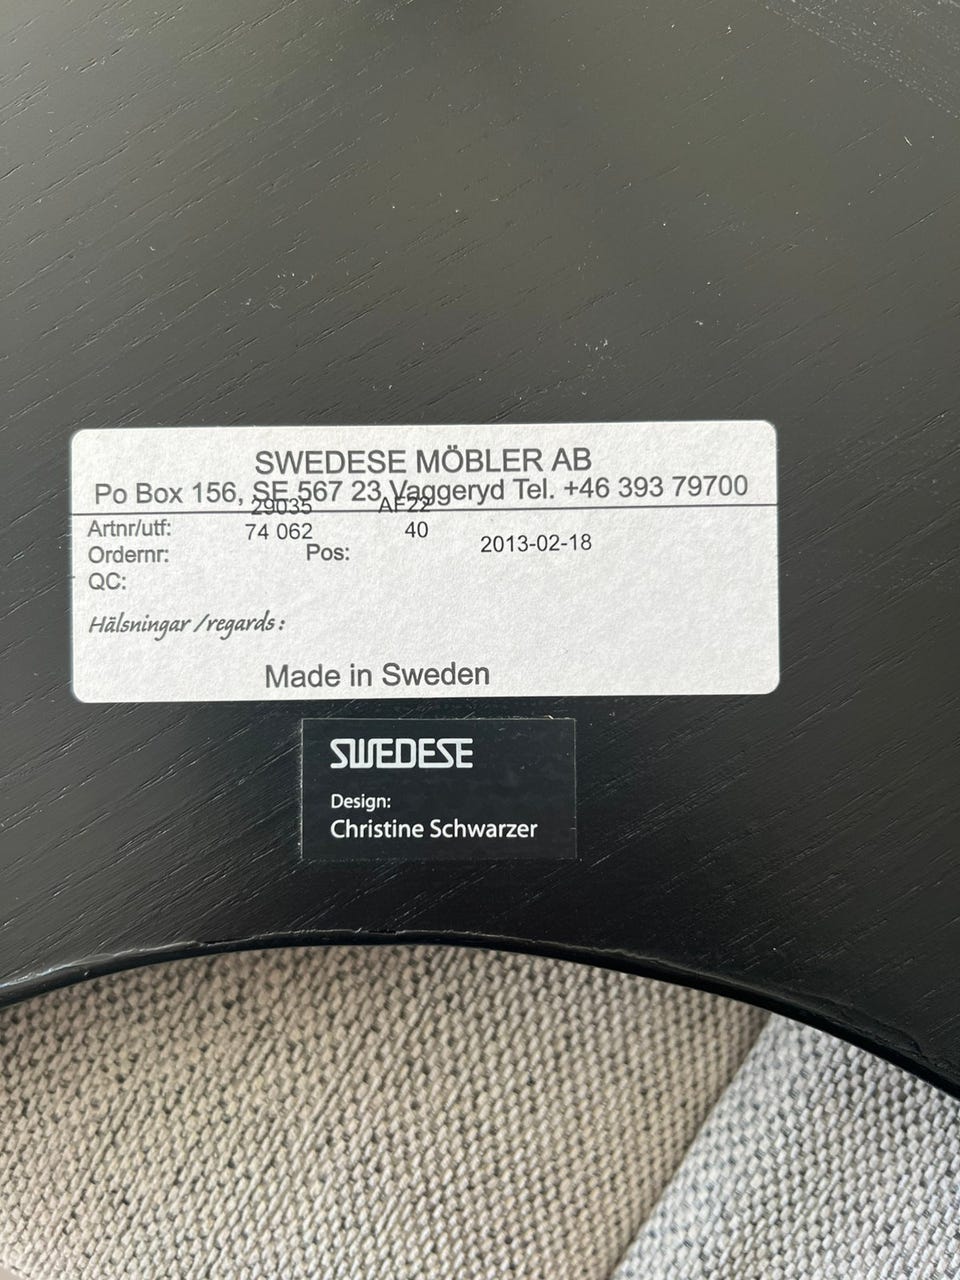 SWEDESE MÖBLER AB
Po Box 156, SE 567 23 Vaggeryd Tel. +46 393 79700
29035 AF22
Artnr/utf: 74 062 40
Ordernr: Pos: 2013-02-18
QC:
Hälsningar /regards:
Made in Sweden
SWEDESE
Design:
Christine Schwarzer